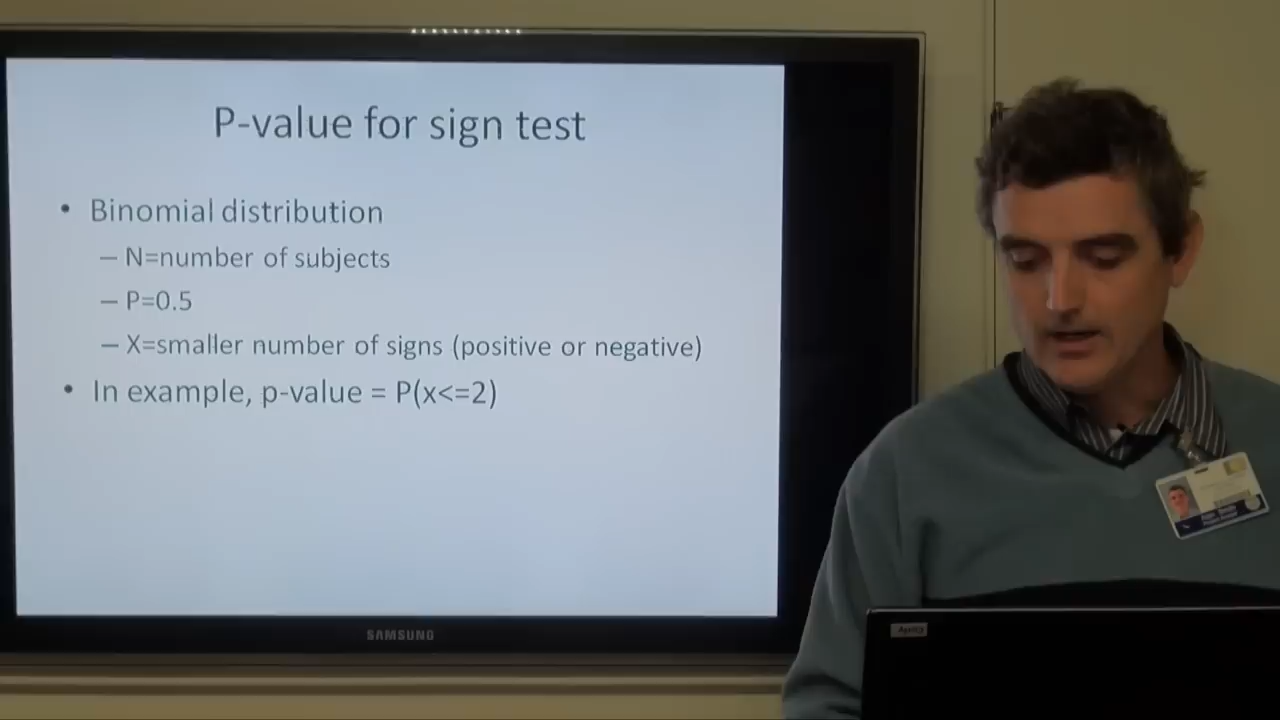 P-value for sign test
• Binomial distribution
– N=number of subjects
– P=0.5
– X=smaller number of signs (positive or negative)
• In example, p-value = P(x<=2)
SAMSUNG